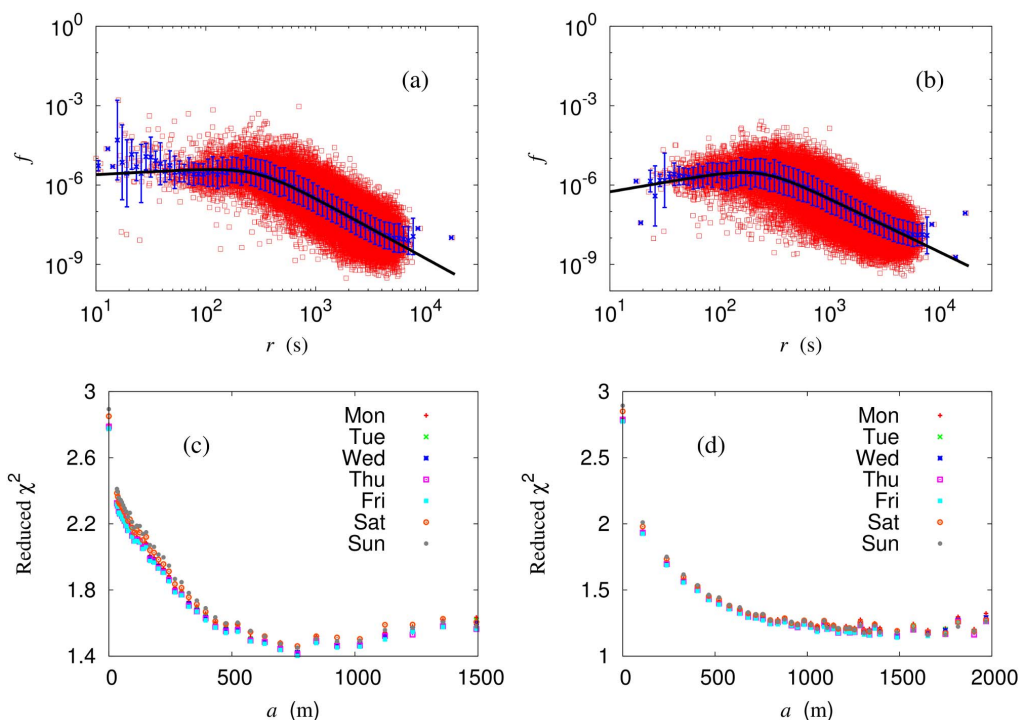 10^0
10^-3
10^-6
10^-9
f
(a)
10^1 10^2 10^3 10^4
r (s)
10^0
10^-3
10^-6
10^-9
f
(b)
10^1 10^2 10^3 10^4
r (s)
3
2.6
2.2
1.8
1.4
Reduced χ^2
(c)
Mon
Tue
Wed
Thu
Fri
Sat
Sun
0 500 1000 1500
a (m)
3
2.5
2
1.5
1
Reduced χ^2
(d)
Mon
Tue
Wed
Thu
Fri
Sat
Sun
0 500 1000 1500 2000
a (m)